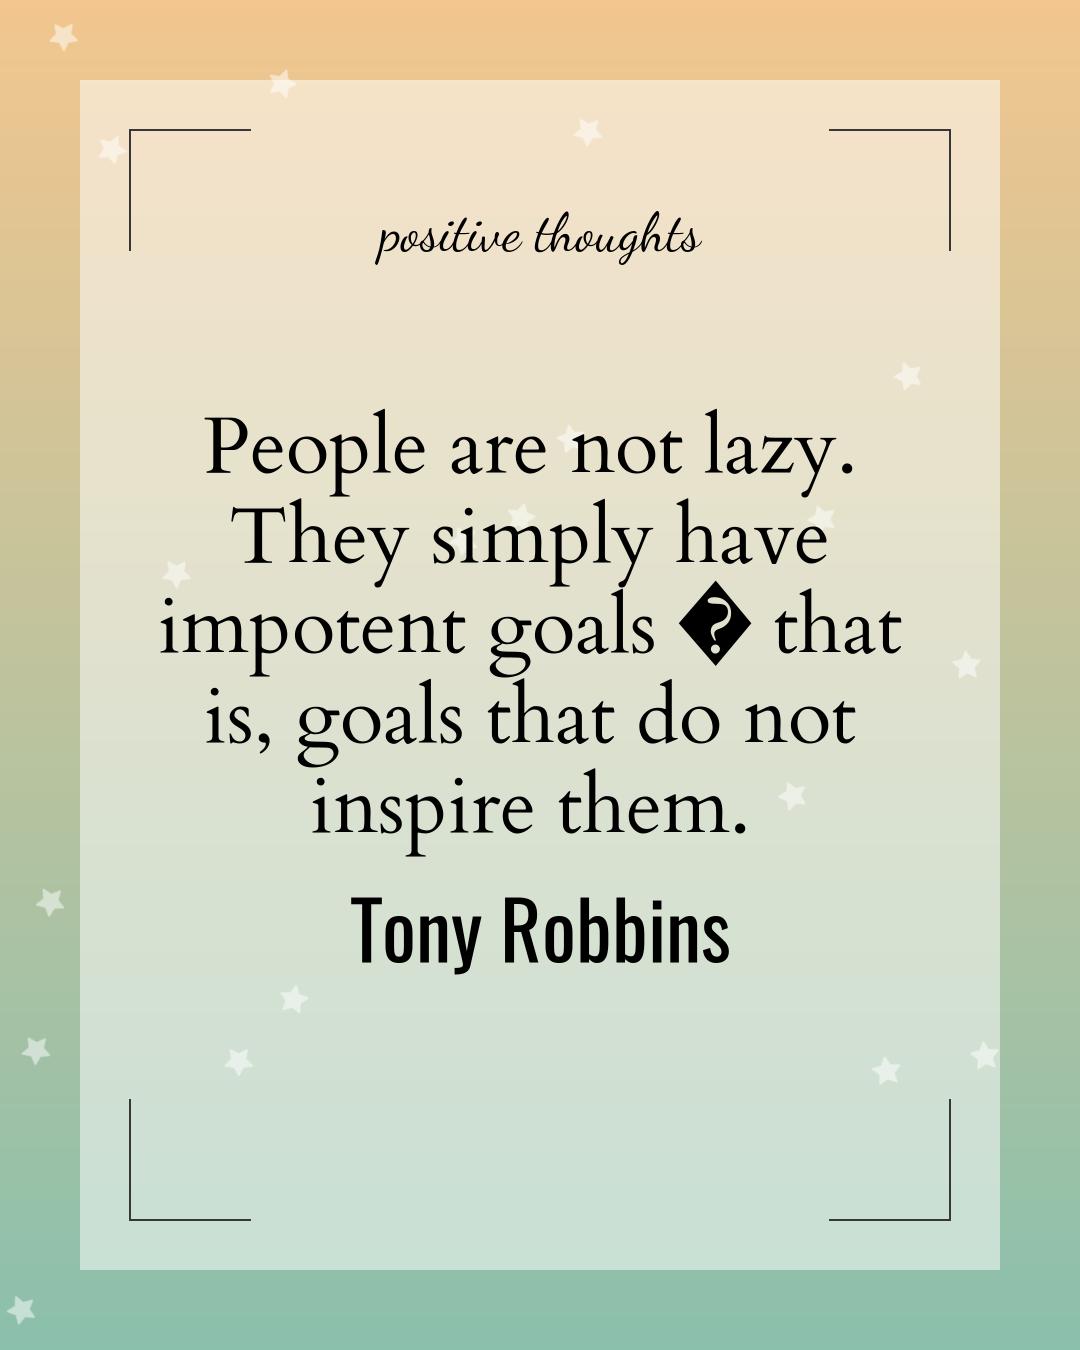 positive thoughts
People are not lazy.
They simply have
impotent goals � that
is, goals that do not
inspire them.
Tony Robbins